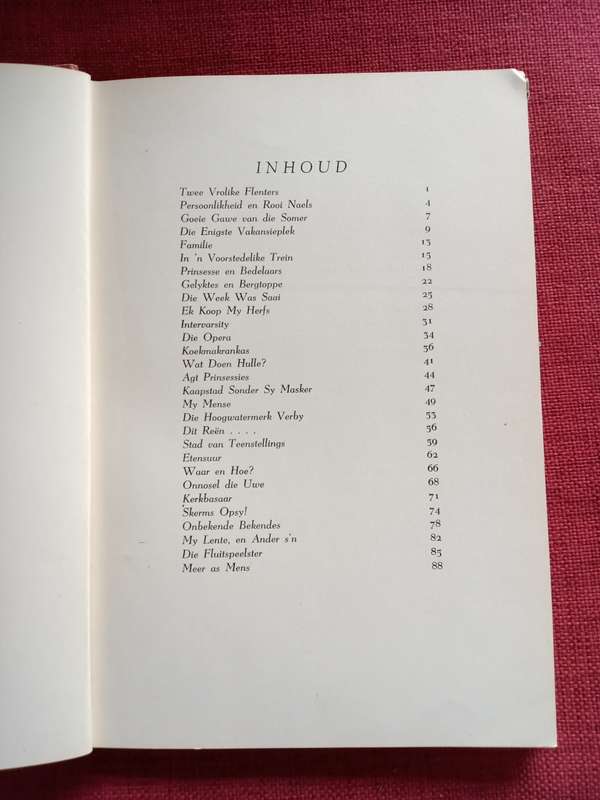 INHOUD
Twee Vrolike Flenters 1
Persoonlikheid en Rooi Naels 4
Goeie Gawe van die Somer 7
Die Enigste Vakansieplek 9
Familie 13
In 'n Voorstedelike Trein 15
Prinsesse en Bedelaars 18
Gelyktes en Bergtoppe 22
Die Week Was Saai 25
Ek Koop My Herfs 28
Intervarsity 31
Die Opera 34
Koekmakrankas 36
Wat Doen Hulle? 41
Agt Prinsessies 44
Kaapstad Sonder Sy Masker 47
My Mense 49
Die Hoogwatermerk Verby 53
Dit Reën . . . . 56
Stad van Teenstellings 59
Etensuur 62
Waar en Hoe? 66
Onnosel die Uwe 68
Kerkbasaar 71
Skerms Opsy! 74
Onbekende Bekendes 78
My Lente, en Ander s'n 82
Die Fluitspeelster 85
Meer as Mens 88